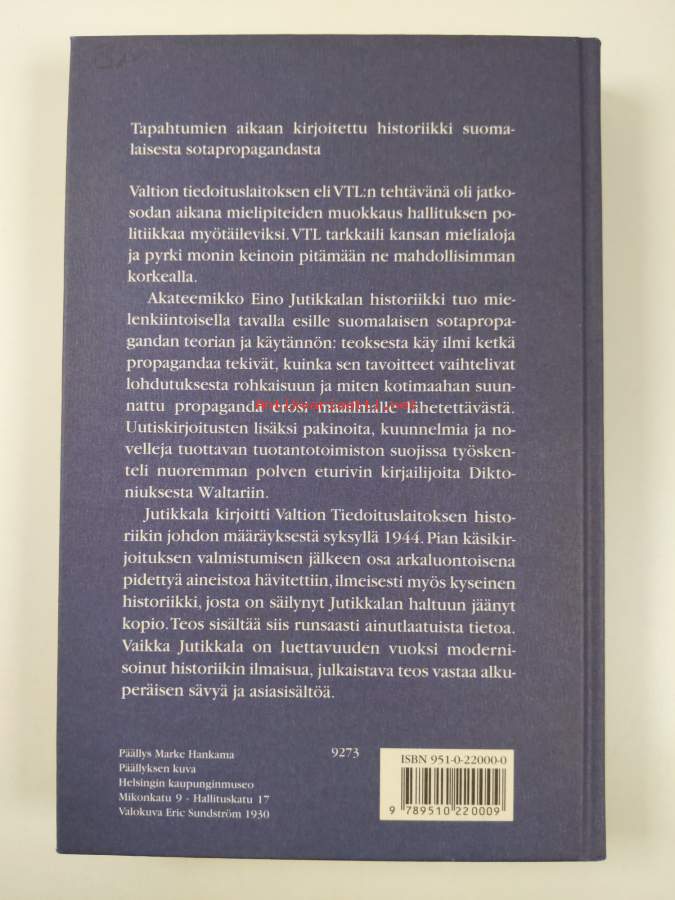 Tapahtumien aikaan kirjoitettu historiikki suoma-
laisesta sotapropagandasta
Valtion tiedoituslaitoksen eli VTL:n tehtävänä oli jatko-
sodan aikana mielipiteiden muokkaus hallituksen po-
litiikkaa myötäileviksi. VTL tarkkaili kansan mielialoja
ja pyrki monin keinoin pitämään ne mahdollisimman
korkealla.
Akateemikko Eino Jutikkalan historiikki tuo mie-
lenkiintoisella tavalla esille suomalaisen sotapropa-
gandan teorian ja käytännön: teoksesta käy ilmi ketkä
propagandaa tekivät, kuinka sen tavoitteet vaihtelivat
lohdutuksesta rohkaisuun ja miten kotimaahan suun-
nattu propaganda erosi maailmalle lähetettävästä.
Uutiskirjoitusten lisäksi pakinoita, kuunnelmia ja no-
velleja tuottavan tuotantotoimiston suojissa työsken-
teli nuoremman polven eturivin kirjailijoita Dikto-
niuksesta Waltariin.
Jutikkala kirjoitti Valtion Tiedoituslaitoksen histo-
riikin johdon määräyksestä syksyllä 1944. Pian käsikir-
joituksen valmistumisen jälkeen osa arkaluontoisena
pidettyä aineistoa hävitettiin, ilmeisesti myös kyseinen
historiikki, josta on säilynyt Jutikkalan haltuun jäänyt
kopio. Teos sisältää siis runsaasti ainutlaatuista tietoa.
Vaikka Jutikkala on luettavuuden vuoksi moderni-
soinut historiikin ilmaisua, julkaistava teos vastaa alku-
peräisen sävyä ja asiasisältöä.
Päällys Marke Hankama
Päällyksen kuva
Helsingin kaupunginmuseo
Mikonkatu 9 - Hallituskatu 17
Valokuva Eric Sundström 1930
9273
ISBN 951-0-22000-0
9 789510 220009